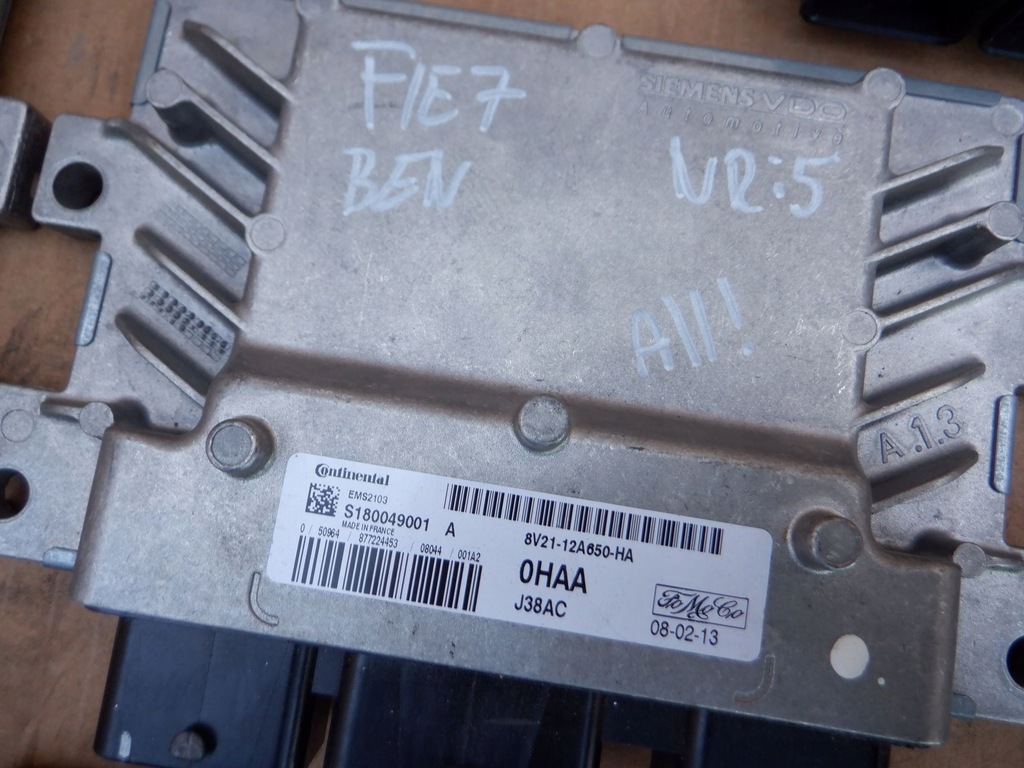 FIE7
BEN
SIEMENS VDO
Automotive
NR:5
All!
A.1.3
Continental
EMS2103
S180049001 A
MADE IN FRANCE
0 / 50964 / 877224453 / 08044 / 001A2
8V21-12A650-HA
0HAA
J38AC
FoMoCo
08-02-13